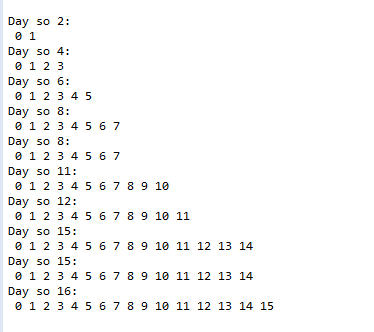 Day so 2:
0 1
Day so 4:
0 1 2 3
Day so 6:
0 1 2 3 4 5
Day so 8:
0 1 2 3 4 5 6 7
Day so 8:
0 1 2 3 4 5 6 7
Day so 11:
0 1 2 3 4 5 6 7 8 9 10
Day so 12:
0 1 2 3 4 5 6 7 8 9 10 11
Day so 15:
0 1 2 3 4 5 6 7 8 9 10 11 12 13 14
Day so 15:
0 1 2 3 4 5 6 7 8 9 10 11 12 13 14
Day so 16:
0 1 2 3 4 5 6 7 8 9 10 11 12 13 14 15